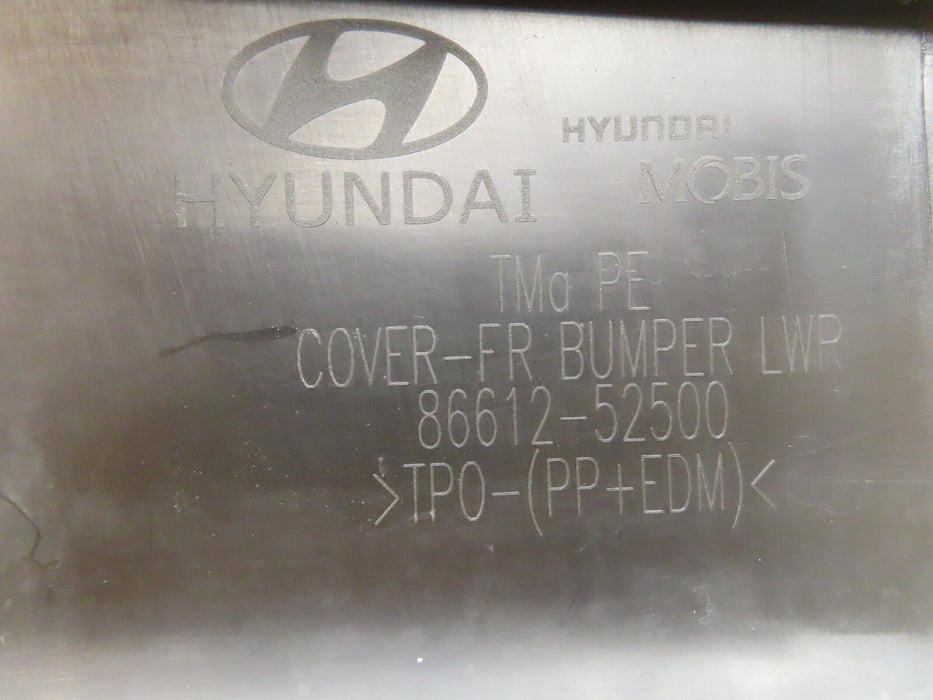 HYUNDAI
HYUNDAI
MOBIS
TMa PE
COVER-FR BUMPER LWR
86612-52500
>TPO-(PP+EDM)<